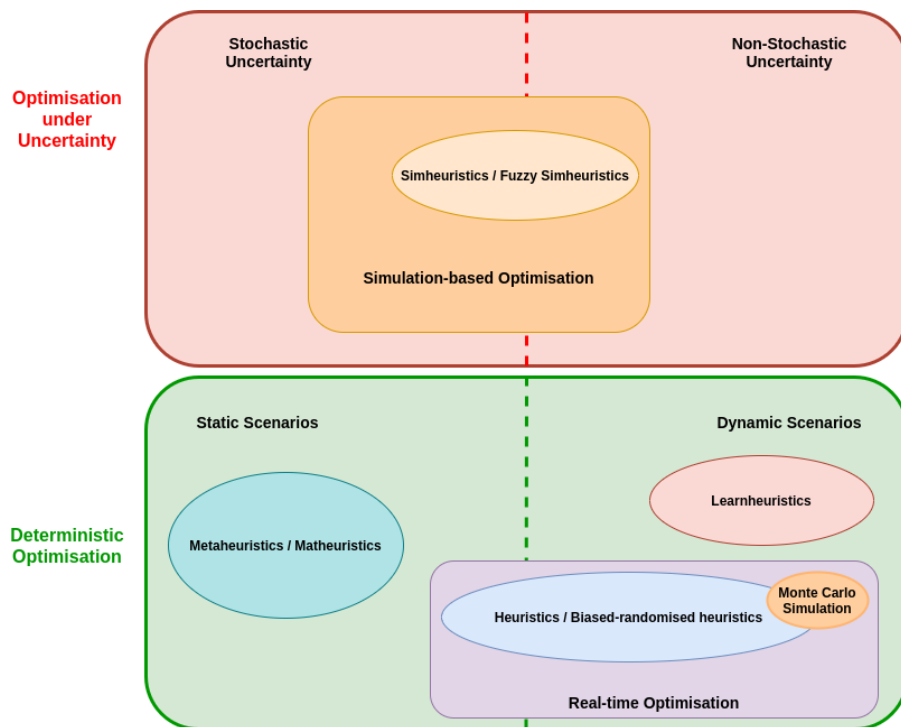 Stochastic
Uncertainty
Non-Stochastic
Uncertainty
Optimisation
under
Uncertainty
Simheuristics / Fuzzy Simheuristics
Simulation-based Optimisation
Static Scenarios
Dynamic Scenarios
Learnheuristics
Deterministic
Optimisation
Metaheuristics / Matheuristics
Monte Carlo
Simulation
Heuristics / Biased-randomised heuristics
Real-time Optimisation